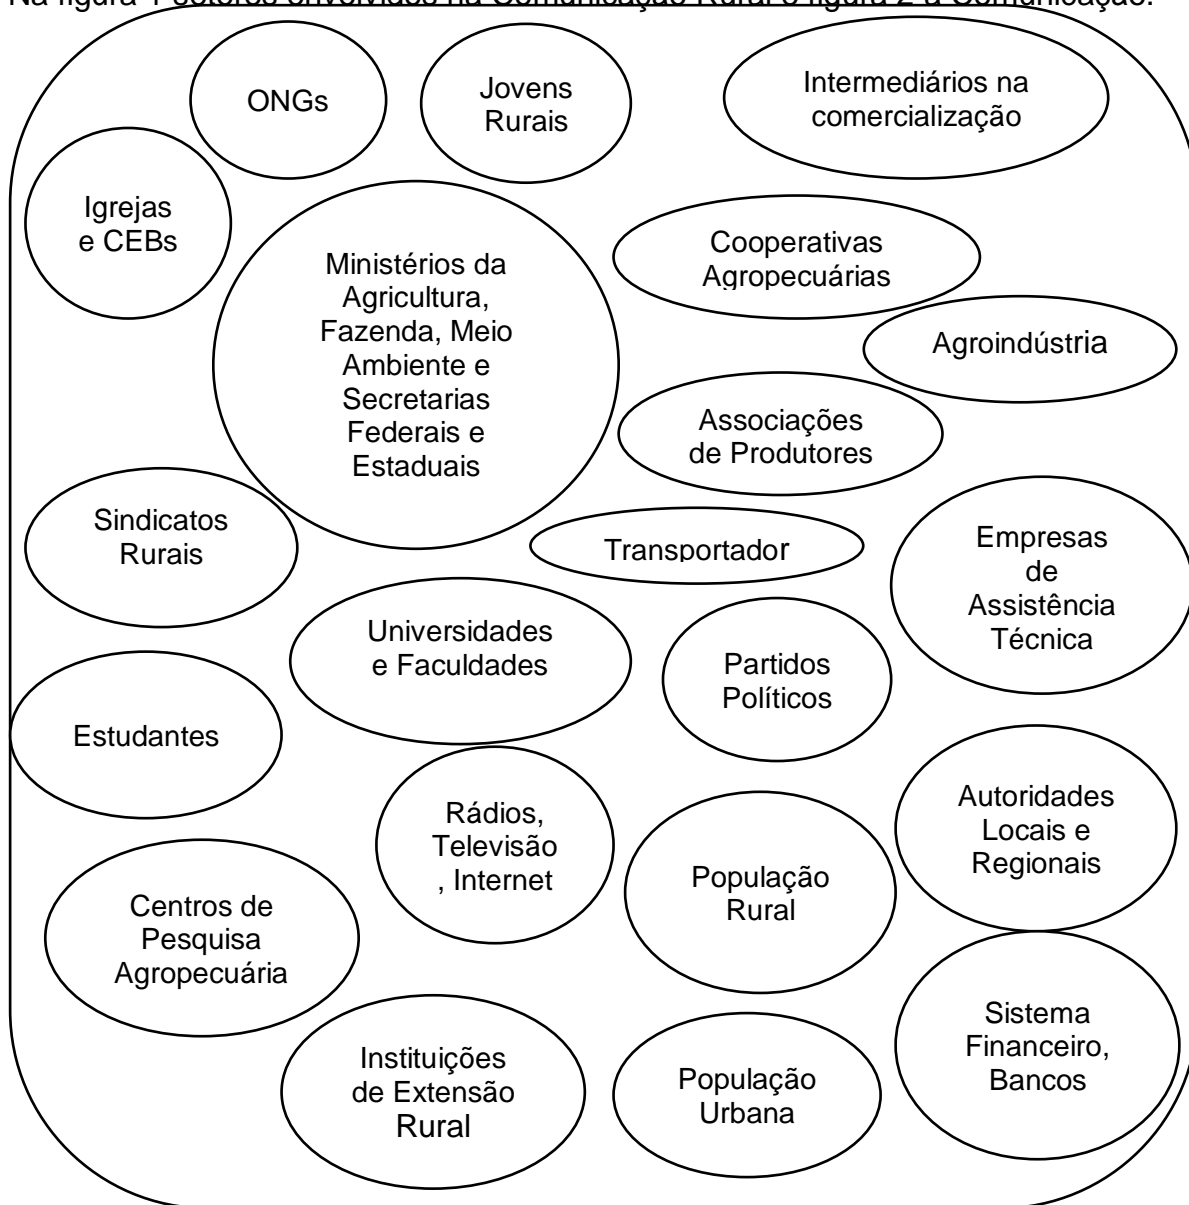 Na figura 1 setores envolvidos na Comunicação Rural e figura 2 a Comunicação.
ONGs
Jovens
Rurais
Intermediários na
comercialização
Igrejas
e CEBs
Ministérios da
Agricultura,
Fazenda, Meio
Ambiente e
Secretarias
Federais e
Estaduais
Cooperativas
Agropecuárias
Agroindústria
Associações
de Produtores
Sindicatos
Rurais
Transportador
Empresas
de
Assistência
Técnica
Universidades
e Faculdades
Partidos
Políticos
Estudantes
Rádios,
Televisão
, Internet
Autoridades
Locais e
Regionais
População
Rural
Centros de
Pesquisa
Agropecuária
Sistema
Financeiro,
Bancos
Instituições
de Extensão
Rural
População
Urbana